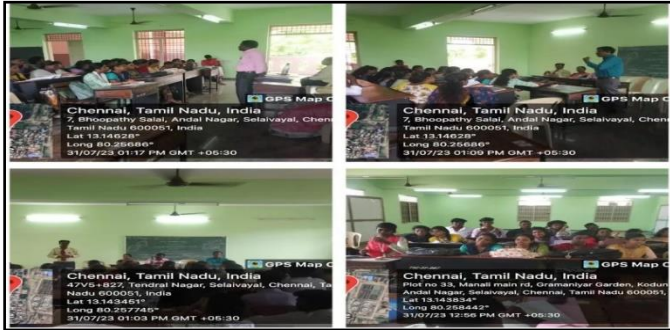 GPS Map C
Chennai, Tamil Nadu, India
7, Bhoopathy Salai, Andal Nagar, Selaivayal, Chen
Tamil Nadu 600051, India
Lat 13.14628°
Long 80.25686°
31/07/23 01:17 PM GMT +05:30
GPS Map C
Chennai, Tamil Nadu, India
7, Bhoopathy Salai, Andal Nagar, Selaivayal, Chenn
Tamil Nadu 600051, India
Lat 13.14628°
Long 80.25686°
31/07/23 01:09 PM GMT +05:30
GPS Map C
Chennai, Tamil Nadu, India
47V5+827, Tendral Nagar, Selaivayal, Chennai, Ta
Nadu 600051, India
Lat 13.143451°
Long 80.257745°
31/07/23 01:03 PM GMT +05:30
GPS Map C
Chennai, Tamil Nadu, India
Plot no 33, Manali main rd, Gramaniyar Garden, Kodun
Andal Nagar, Selaivayal, Chennai, Tamil Nadu 600051,
Lat 13.143834°
Long 80.258442°
31/07/23 12:56 PM GMT +05:30